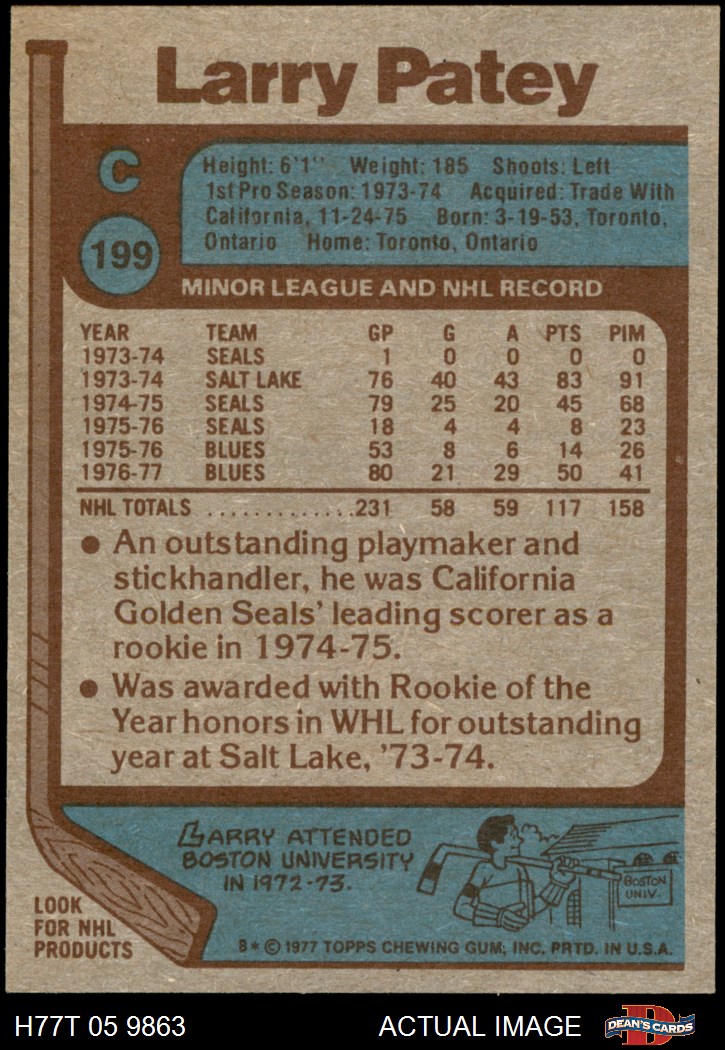 Larry Patey
C
199
Height: 6'1" Weight: 185 Shoots: Left
1st Pro Season: 1973-74 Acquired: Trade With
California, 11-24-75 Born: 3-19-53, Toronto,
Ontario Home: Toronto, Ontario
MINOR LEAGUE AND NHL RECORD
YEAR TEAM GP G A PTS PIM
1973-74 SEALS 1 0 0 0 0
1973-74 SALT LAKE 76 40 43 83 91
1974-75 SEALS 79 25 20 45 68
1975-76 SEALS 18 4 4 8 23
1975-76 BLUES 53 8 6 14 26
1976-77 BLUES 80 21 29 50 41
NHL TOTALS .............231 58 59 117 158
● An outstanding playmaker and
stickhandler, he was California
Golden Seals' leading scorer as a
rookie in 1974-75.
● Was awarded with Rookie of the
Year honors in WHL for outstanding
year at Salt Lake, '73-74.
LARRY ATTENDED
BOSTON UNIVERSITY
IN 1972-73.
BOSTON
UNIV.
LOOK
FOR NHL
PRODUCTS
B* © 1977 TOPPS CHEWING GUM, INC. PRTD. IN U.S.A.
H77T 05 9863 ACTUAL IMAGE
D
DEAN'S CARDS